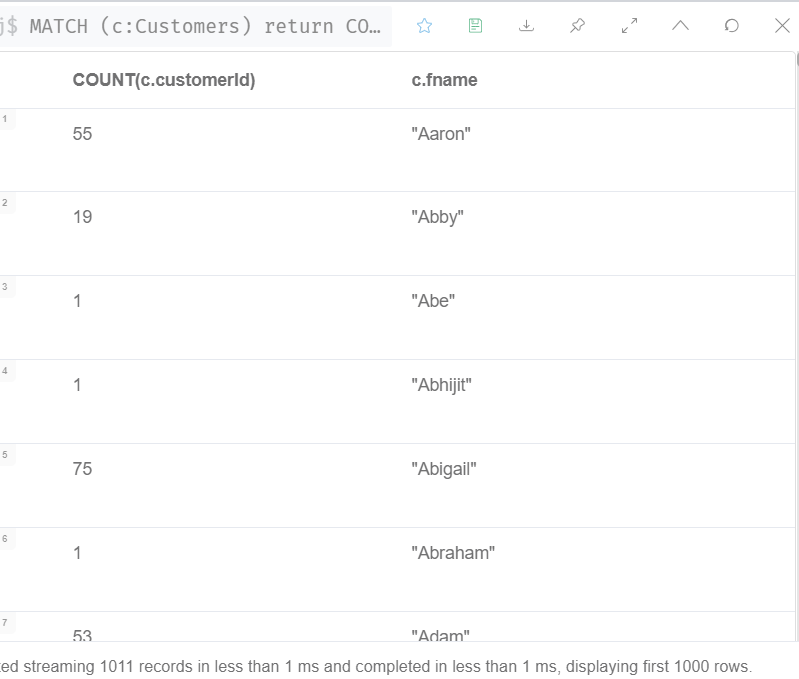 j$ MATCH (c:Customers) return CO…
COUNT(c.customerId) c.fname
1 55 "Aaron"
2 19 "Abby"
3 1 "Abe"
4 1 "Abhijit"
5 75 "Abigail"
6 1 "Abraham"
7 53 "Adam"
ted streaming 1011 records in less than 1 ms and completed in less than 1 ms, displaying first 1000 rows.